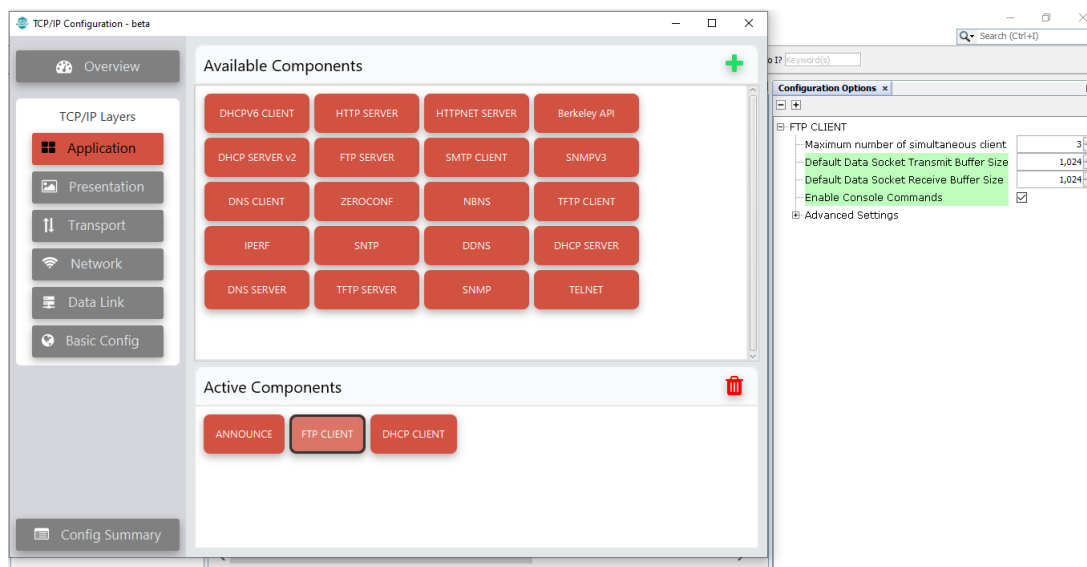 TCP/IP Configuration - beta
Search (Ctrl+I)
Overview
TCP/IP Layers
Application
Presentation
Transport
Network
Data Link
Basic Config
Config Summary
Available Components
DHCPV6 CLIENT HTTP SERVER HTTPNET SERVER Berkeley API
DHCP SERVER v2 FTP SERVER SMTP CLIENT SNMPV3
DNS CLIENT ZEROCONF NBNS TFTP CLIENT
IPERF SNTP DDNS DHCP SERVER
DNS SERVER TFTP SERVER SNMP TELNET
Active Components
ANNOUNCE FTP CLIENT DHCP CLIENT
o I? Keyword(s)
Configuration Options
FTP CLIENT
Maximum number of simultaneous client 3
Default Data Socket Transmit Buffer Size 1,024
Default Data Socket Receive Buffer Size 1,024
Enable Console Commands
Advanced Settings